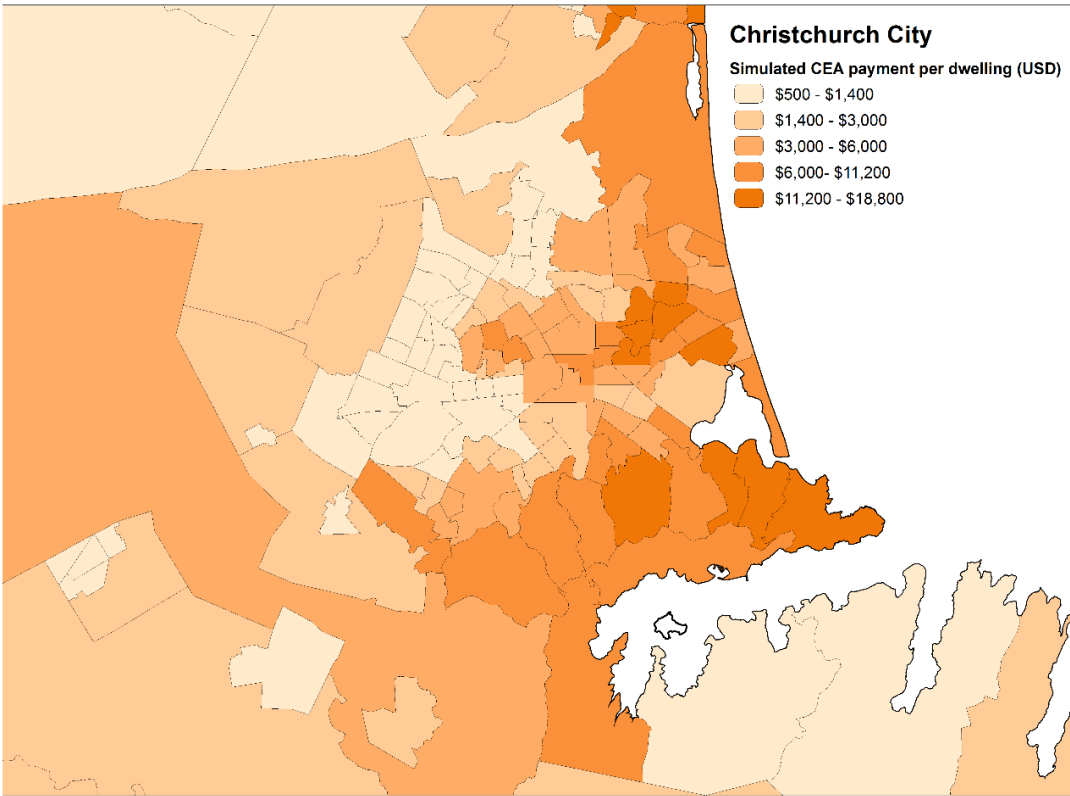 Christchurch City
Simulated CEA payment per dwelling (USD)
$500 - $1,400
$1,400 - $3,000
$3,000 - $6,000
$6,000- $11,200
$11,200 - $18,800